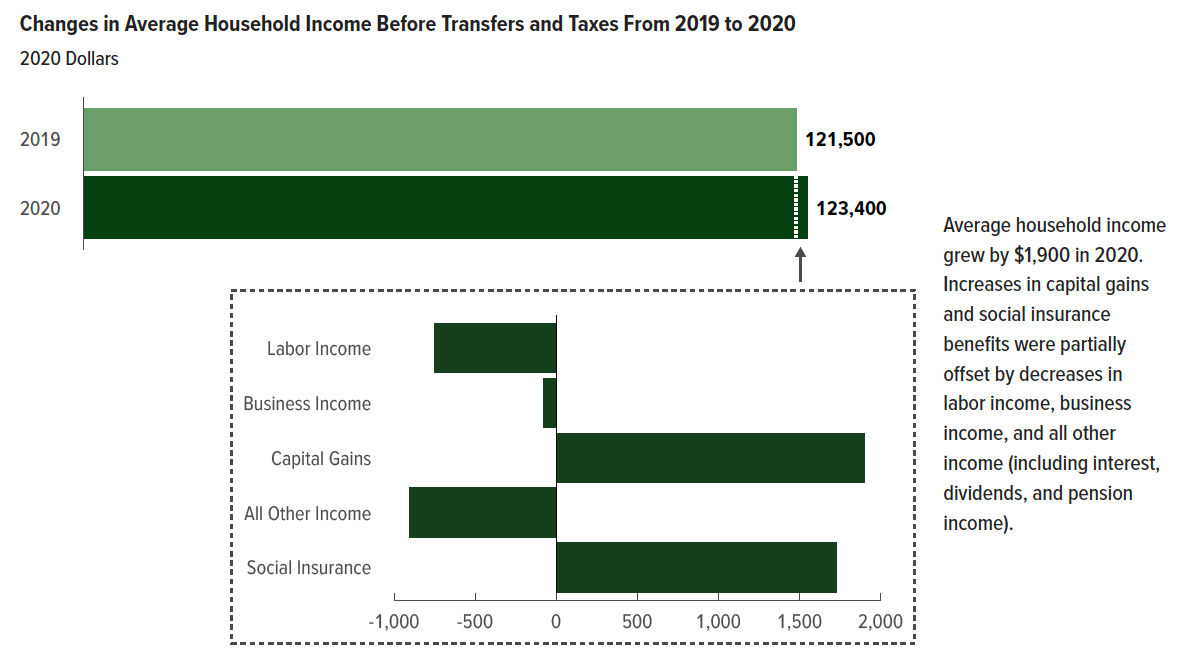 Changes in Average Household Income Before Transfers and Taxes From 2019 to 2020
2020 Dollars
2019
121,500
2020
123,400
Average household income
grew by $1,900 in 2020.
Increases in capital gains
and social insurance
benefits were partially
offset by decreases in
labor income, business
income, and all other
income (including interest,
dividends, and pension
income).
Labor Income
Business Income
Capital Gains
All Other Income
Social Insurance
-1,000 -500 0 500 1,000 1,500 2,000